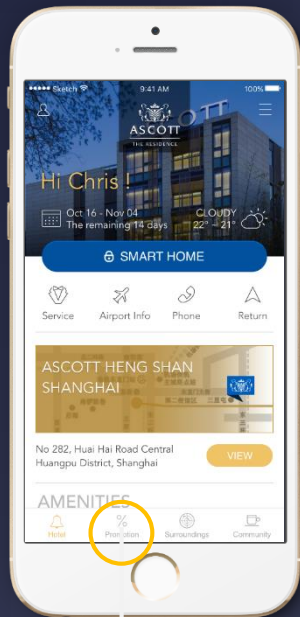 Sketch
9:41 AM
100%
ASCOTT
THE RESIDENCE
Hi Chris !
Oct 16 - Nov 04
The remaining 14 days
CLOUDY
22° - 21°
SMART HOME
Service
Airport Info
Phone
Return
ASCOTT HENG SHAN
SHANGHAI
No 282, Huai Hai Road Central
Huangpu District, Shanghai
VIEW
AMENITIES
Hotel
Promotion
Surroundings
Community